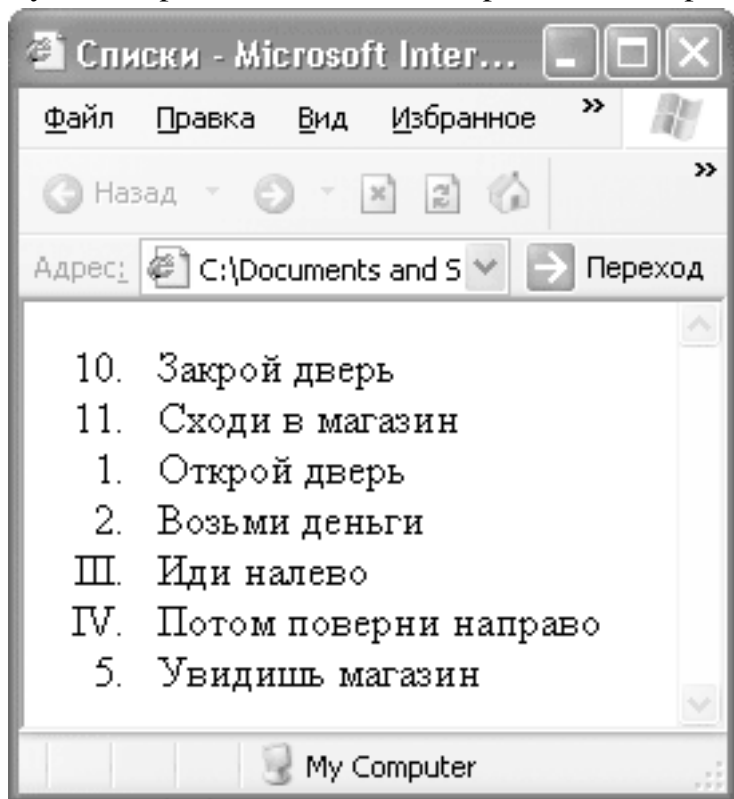 Списки - Microsoft Inter...
Файл Правка Вид Избранное »
Назад »
Адрес: C:\Documents and S Переход
10. Закрой дверь
11. Сходи в магазин
1. Открой дверь
2. Возьми деньги
III. Иди налево
IV. Потом поверни направо
5. Увидишь магазин
My Computer